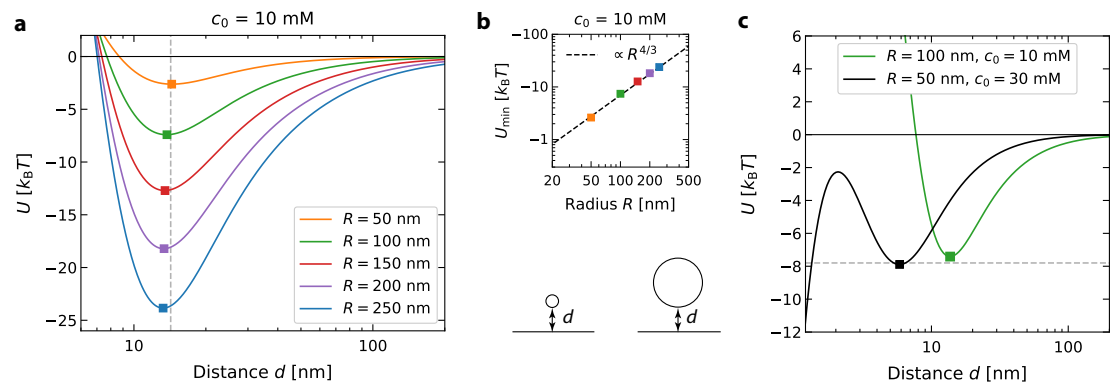 a
c₀ = 10 mM
U [k_BT]
0
−5
−10
−15
−20
−25
R = 50 nm
R = 100 nm
R = 150 nm
R = 200 nm
R = 250 nm
10
100
Distance d [nm]
b
c₀ = 10 mM
U_min [k_BT]
−100
−10
−1
∝ R^{4/3}
20
50
100
200
500
Radius R [nm]
d
d
c
U [k_BT]
6
4
2
0
−2
−4
−6
−8
−10
−12
R = 100 nm, c₀ = 10 mM
R = 50 nm, c₀ = 30 mM
10
100
Distance d [nm]